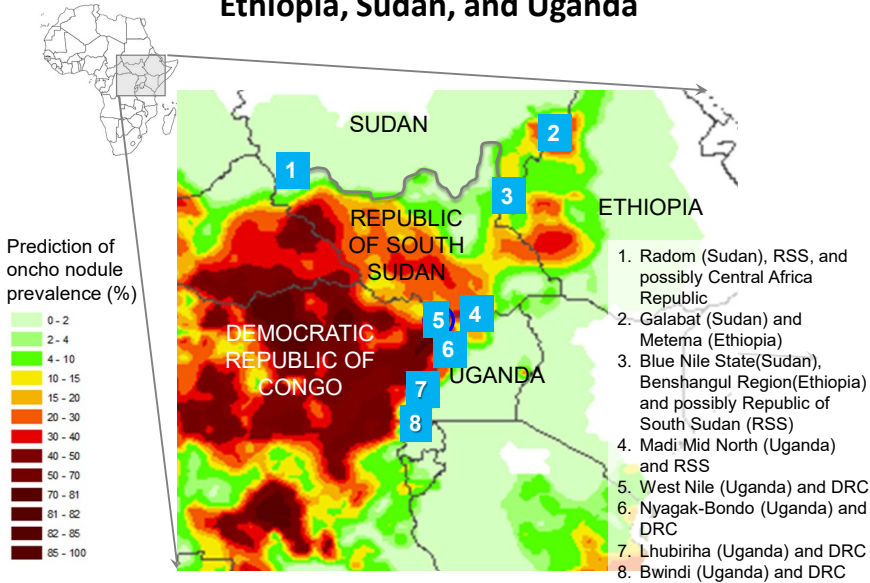 Ethiopia, Sudan, and Uganda
SUDAN
1
2
3
ETHIOPIA
REPUBLIC
OF SOUTH
SUDAN
DEMOCRATIC
REPUBLIC OF
CONGO
5
4
6
UGANDA
7
8
Prediction of
oncho nodule
prevalence (%)
0 - 2
2 - 4
4 - 10
10 - 15
15 - 20
20 - 30
30 - 40
40 - 50
50 - 70
70 - 81
81 - 82
82 - 85
85 - 100
1. Radom (Sudan), RSS, and
possibly Central Africa
Republic
2. Galabat (Sudan) and
Metema (Ethiopia)
3. Blue Nile State(Sudan),
Benshangul Region(Ethiopia)
and possibly Republic of
South Sudan (RSS)
4. Madi Mid North (Uganda)
and RSS
5. West Nile (Uganda) and DRC
6. Nyagak-Bondo (Uganda) and
DRC
7. Lhubiriha (Uganda) and DRC
8. Bwindi (Uganda) and DRC